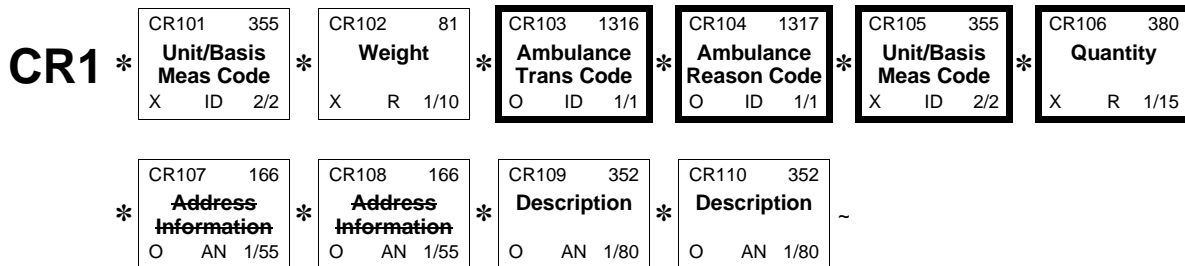 CR101 355 CR102 81 CR103 1316 CR104 1317 CR105 355 CR106 380
CR1 * Unit/Basis * Weight * Ambulance * Ambulance * Unit/Basis * Quantity
Meas Code Trans Code Reason Code Meas Code
X ID 2/2 X R 1/10 O ID 1/1 O ID 1/1 X ID 2/2 X R 1/15
CR107 166 CR108 166 CR109 352 CR110 352
* Address * Address * Description * Description ~
Information Information
O AN 1/55 O AN 1/55 O AN 1/80 O AN 1/80